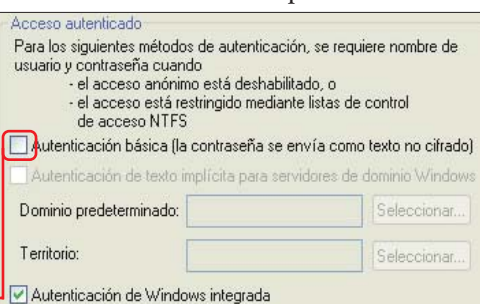 Acceso autenticado
Para los siguientes métodos de autenticación, se requiere nombre de
usuario y contraseña cuando
- el acceso anónimo está deshabilitado, o
- el acceso está restringido mediante listas de control
de acceso NTFS
Autenticación básica (la contraseña se envía como texto no cifrado)
Autenticación de texto implícita para servidores de dominio Windows
Dominio predeterminado: Seleccionar...
Territorio: Seleccionar...
Autenticación de Windows integrada